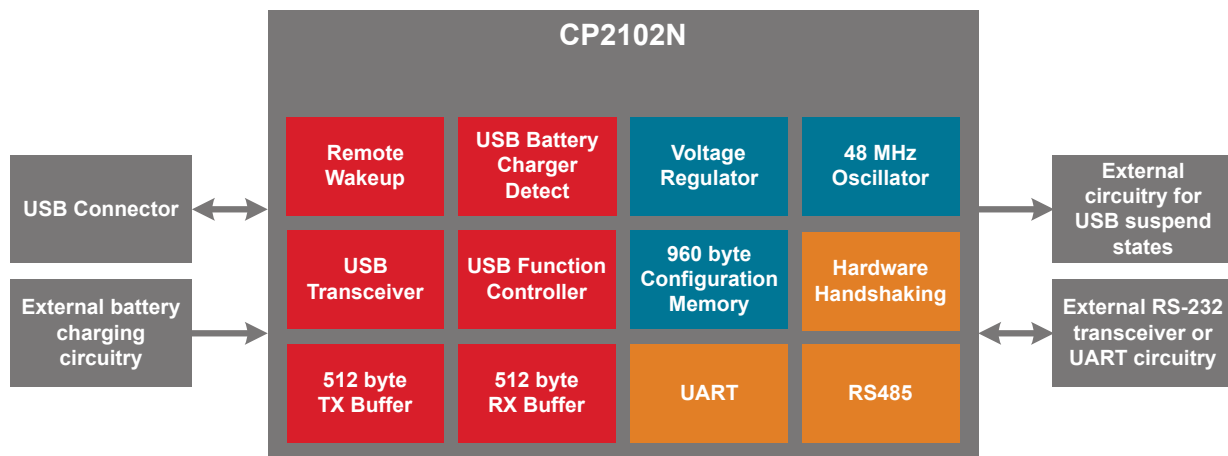 CP2102N
USB Connector
External battery
charging
circuitry
Remote
Wakeup
USB Battery
Charger
Detect
Voltage
Regulator
48 MHz
Oscillator
USB
Transceiver
USB Function
Controller
960 byte
Configuration
Memory
Hardware
Handshaking
512 byte
TX Buffer
512 byte
RX Buffer
UART
RS485
External
circuitry for
USB suspend
states
External RS-232
transceiver or
UART circuitry